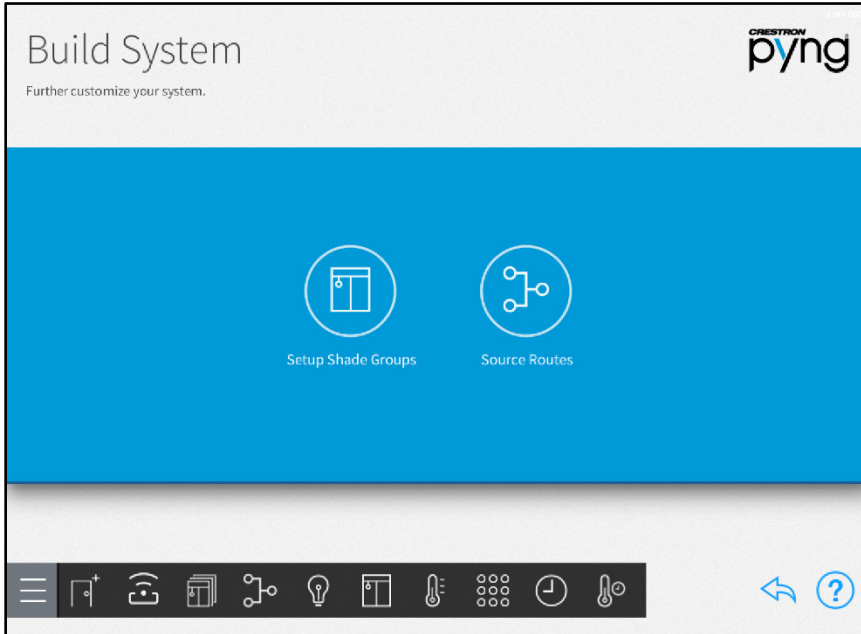 Build System
CRESTRON
pyng
Further customize your system.
Setup Shade Groups
Source Routes
?